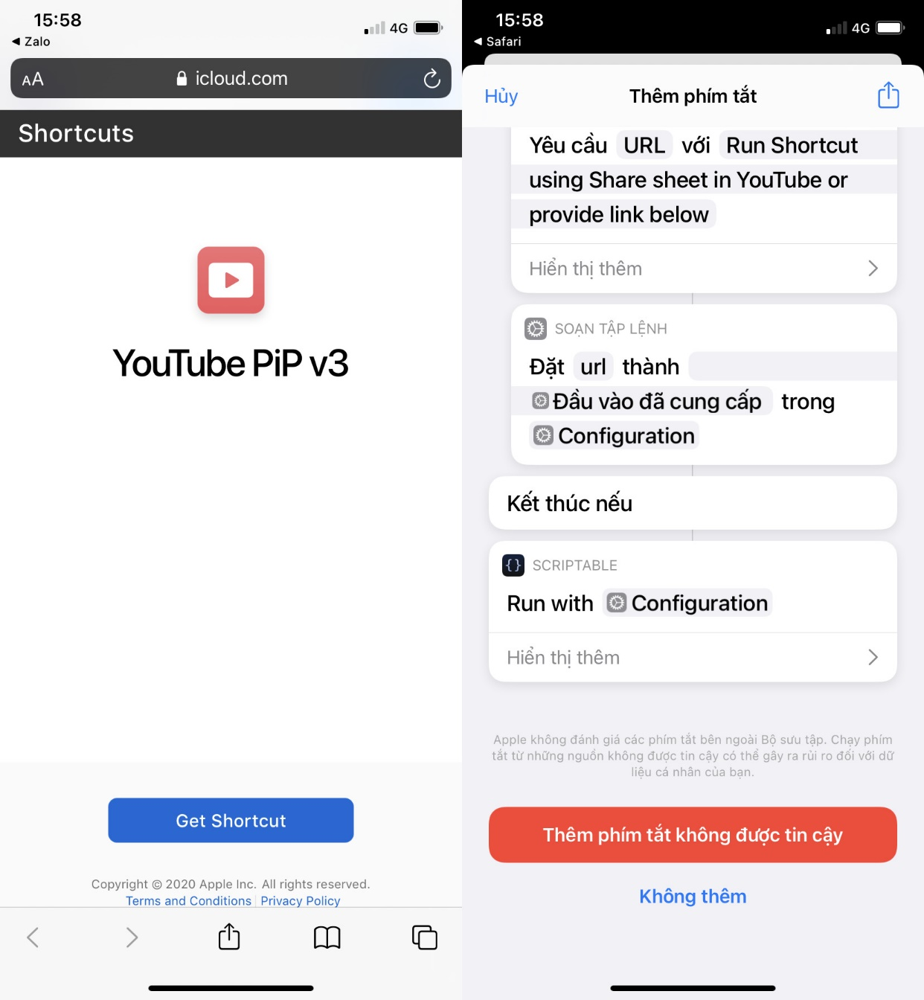 15:58
4G
◀ Zalo
AA
icloud.com
Shortcuts
YouTube PiP v3
Get Shortcut
Copyright © 2020 Apple Inc. All rights reserved.
Terms and Conditions | Privacy Policy
15:58
4G
◀ Safari
Hủy
Thêm phím tắt
Yêu cầu URL với Run Shortcut
using Share sheet in YouTube or
provide link below
Hiển thị thêm
SOẠN TẬP LỆNH
Đặt url thành
Đầu vào đã cung cấp trong
Configuration
Kết thúc nếu
SCRIPTABLE
Run with Configuration
Hiển thị thêm
Apple không đánh giá các phím tắt bên ngoài Bộ sưu tập. Chạy phím
tắt từ những nguồn không được tin cậy có thể gây ra rủi ro đối với dữ
liệu cá nhân của bạn.
Thêm phím tắt không được tin cậy
Không thêm